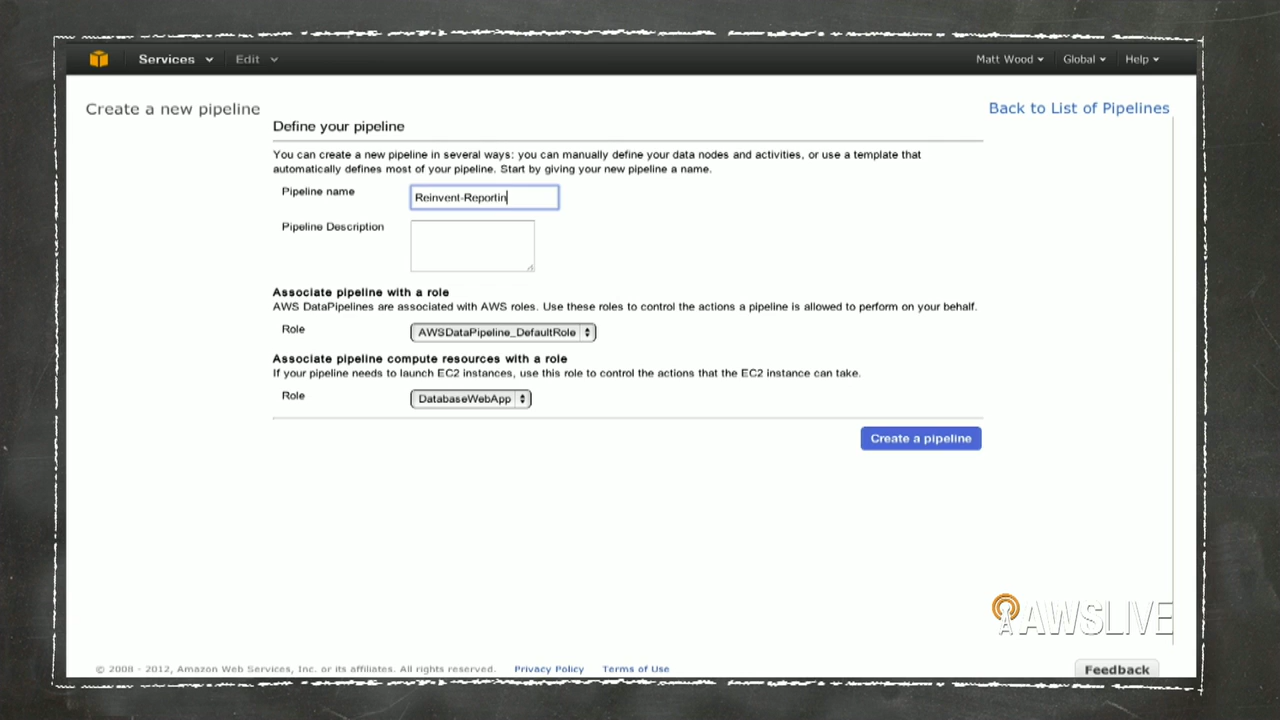 Services Edit Matt Wood Global Help
Create a new pipeline
Back to List of Pipelines
Define your pipeline
You can create a new pipeline in several ways: you can manually define your data nodes and activities, or use a template that
automatically defines most of your pipeline. Start by giving your new pipeline a name.
Pipeline name Reinvent-Reportin
Pipeline Description
Associate pipeline with a role
AWS DataPipelines are associated with AWS roles. Use these roles to control the actions a pipeline is allowed to perform on your behalf.
Role AWSDataPipeline_DefaultRole
Associate pipeline compute resources with a role
If your pipeline needs to launch EC2 instances, use this role to control the actions that the EC2 instance can take.
Role DatabaseWebApp
Create a pipeline
AWSLIVE
© 2008 - 2012, Amazon Web Services, Inc. or its affiliates. All rights reserved. Privacy Policy Terms of Use Feedback